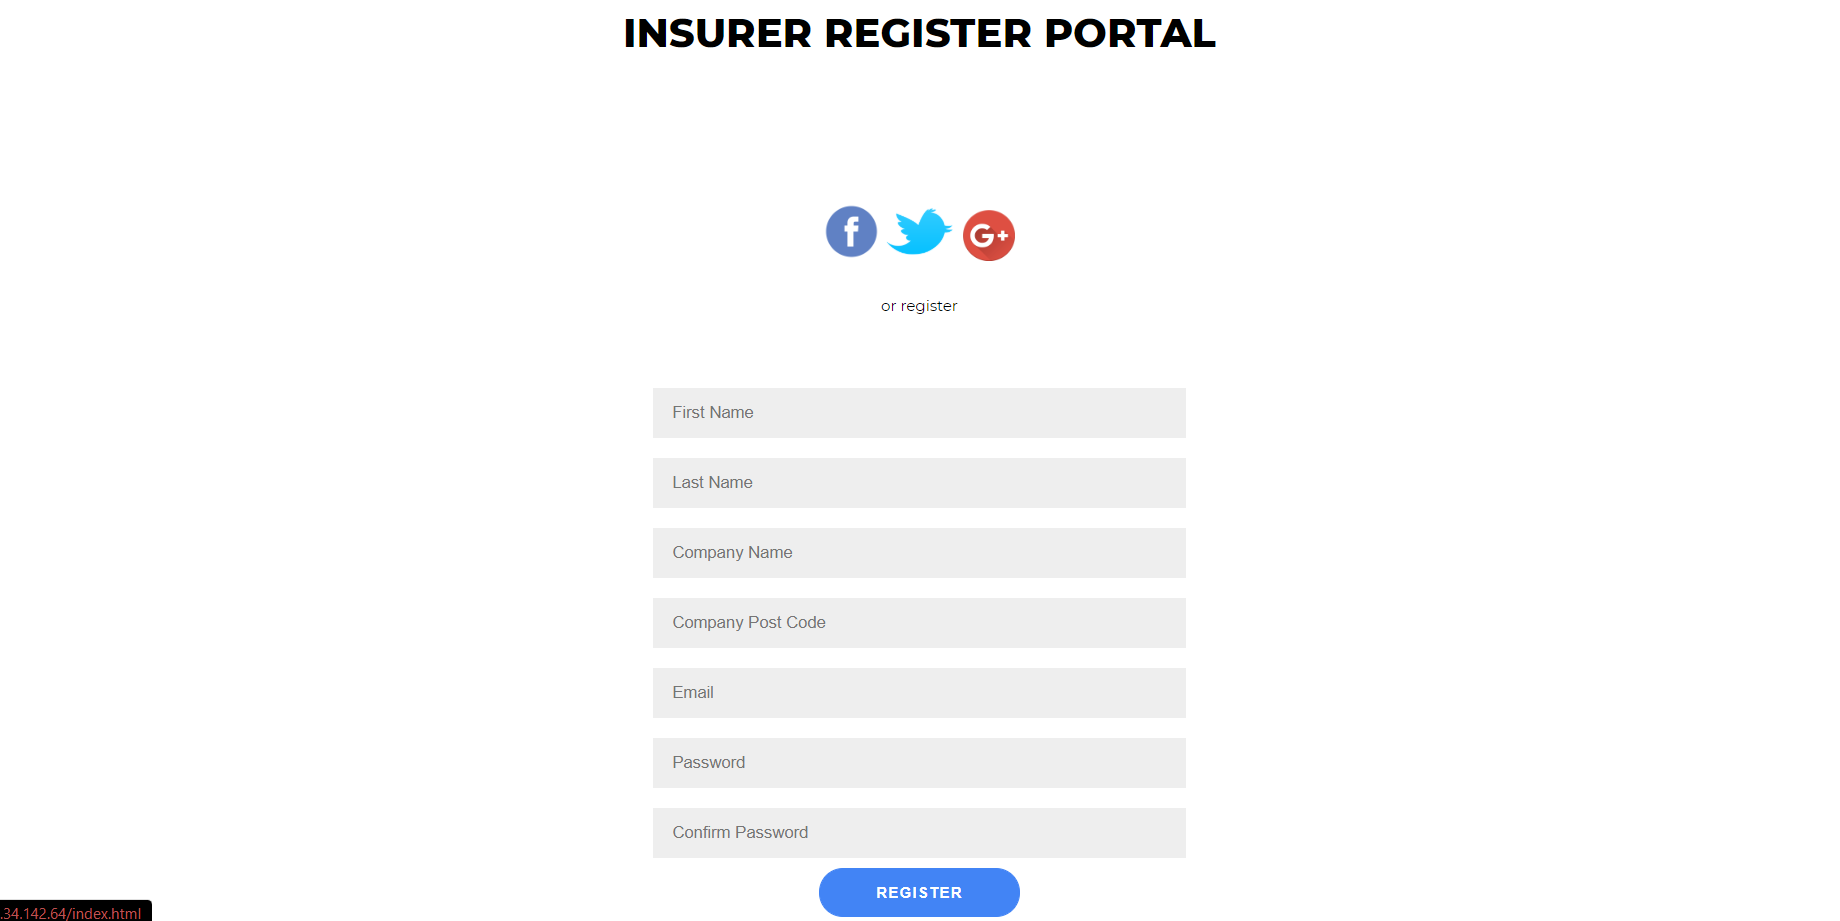 INSURER REGISTER PORTAL
f G+
or register
First Name
Last Name
Company Name
Company Post Code
Email
Password
Confirm Password
REGISTER
.34.142.64/index.html